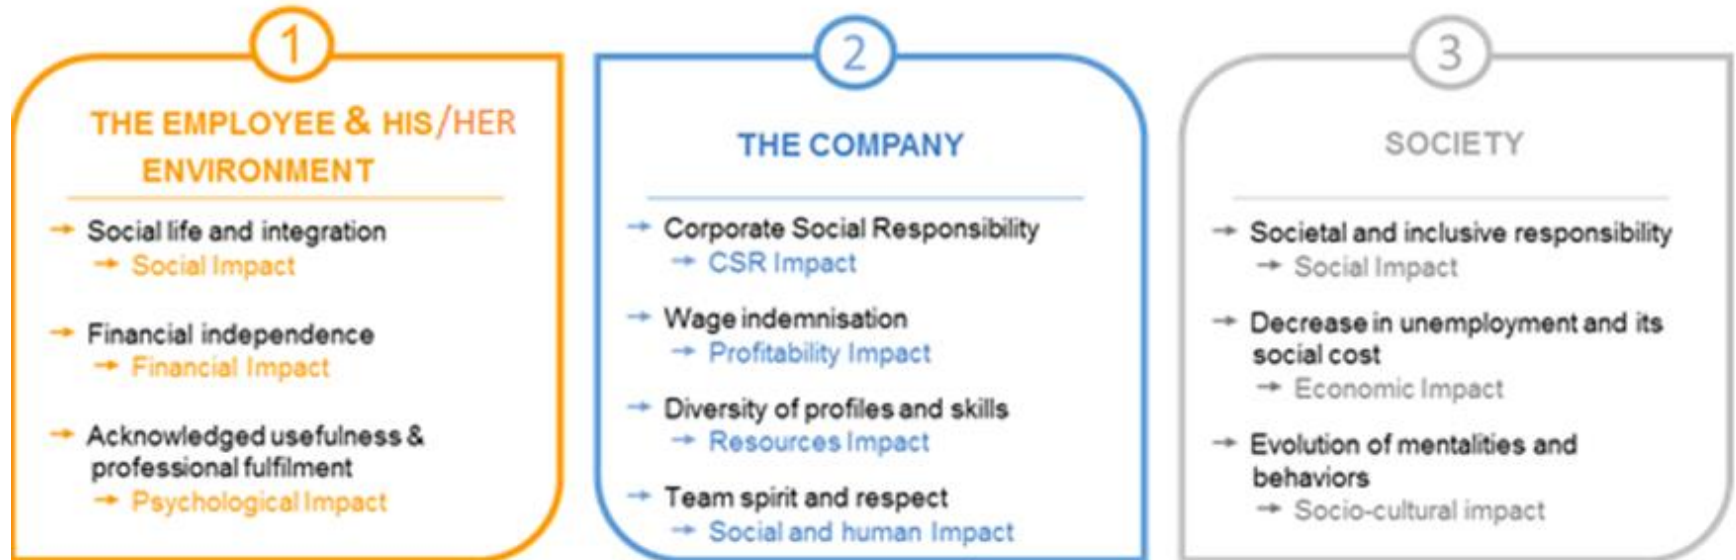 1
THE EMPLOYEE & HIS/HER
ENVIRONMENT
→ Social life and integration
→ Social Impact
→ Financial independence
→ Financial Impact
→ Acknowledged usefulness &
professional fulfilment
→ Psychological Impact
2
THE COMPANY
→ Corporate Social Responsibility
→ CSR Impact
→ Wage indemnisation
→ Profitability Impact
→ Diversity of profiles and skills
→ Resources Impact
→ Team spirit and respect
→ Social and human Impact
3
SOCIETY
→ Societal and inclusive responsibility
→ Social Impact
→ Decrease in unemployment and its
social cost
→ Economic Impact
→ Evolution of mentalities and
behaviors
→ Socio-cultural impact